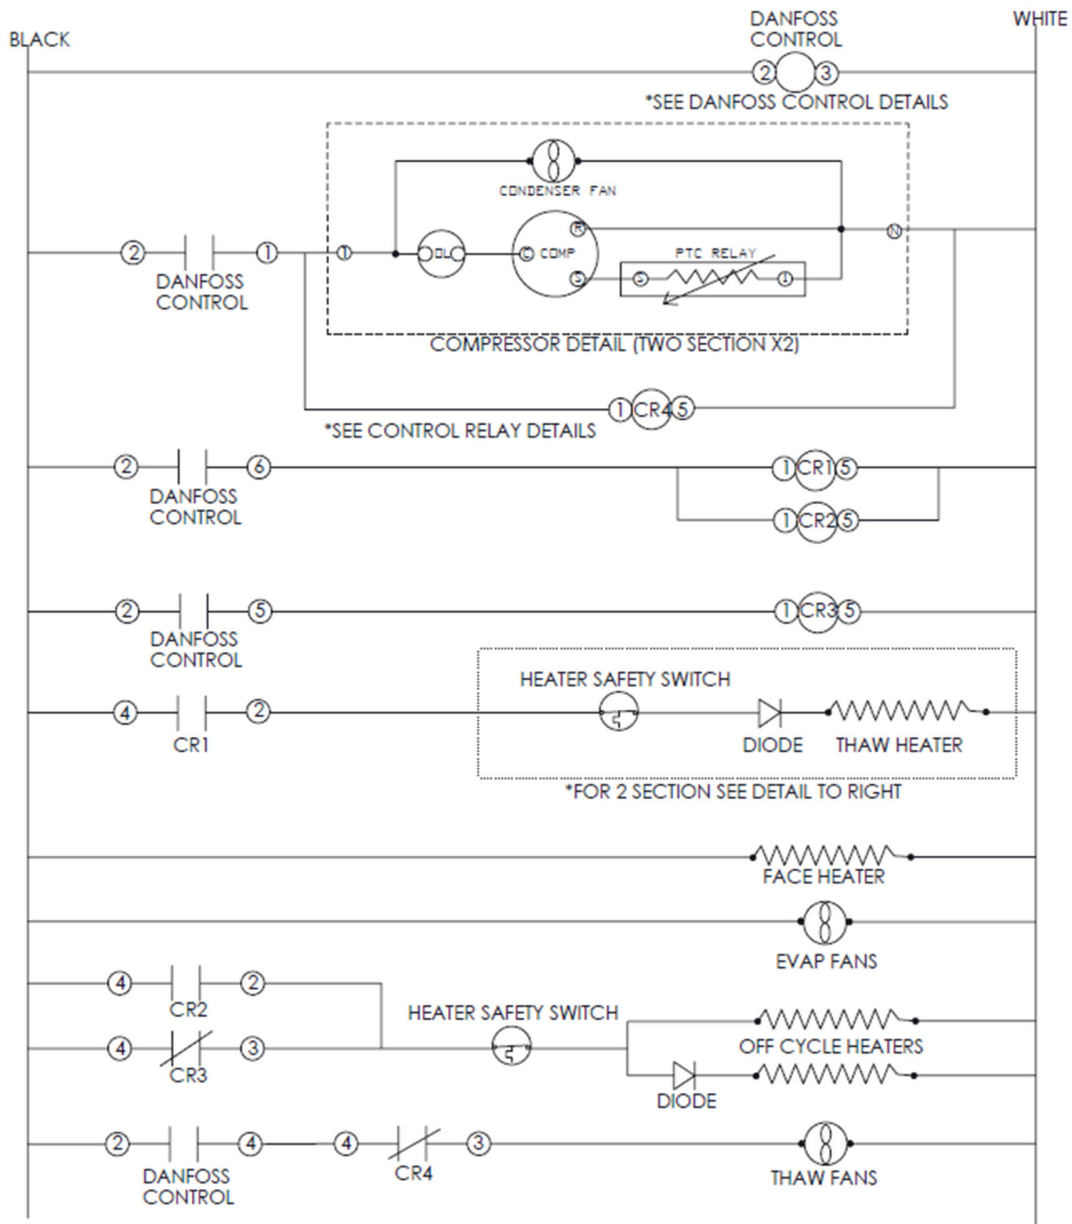 BLACK
DANFOSS
CONTROL
WHITE
2 3
*SEE DANFOSS CONTROL DETAILS
CONDENSER FAN
2 1 1 OL C COMP R N
DANFOSS
CONTROL
PTC RELAY
S S 1
COMPRESSOR DETAIL (TWO SECTION X2)
1 CR4 5
*SEE CONTROL RELAY DETAILS
2 6 1 CR1 5
DANFOSS
CONTROL
1 CR2 5
2 5 1 CR3 5
DANFOSS
CONTROL
HEATER SAFETY SWITCH
4 2
CR1 DIODE THAW HEATER
*FOR 2 SECTION SEE DETAIL TO RIGHT
FACE HEATER
EVAP FANS
4 2
CR2
HEATER SAFETY SWITCH
4 3
CR3
OFF CYCLE HEATERS
DIODE
2 4 4 3
DANFOSS
CONTROL
CR4
THAW FANS